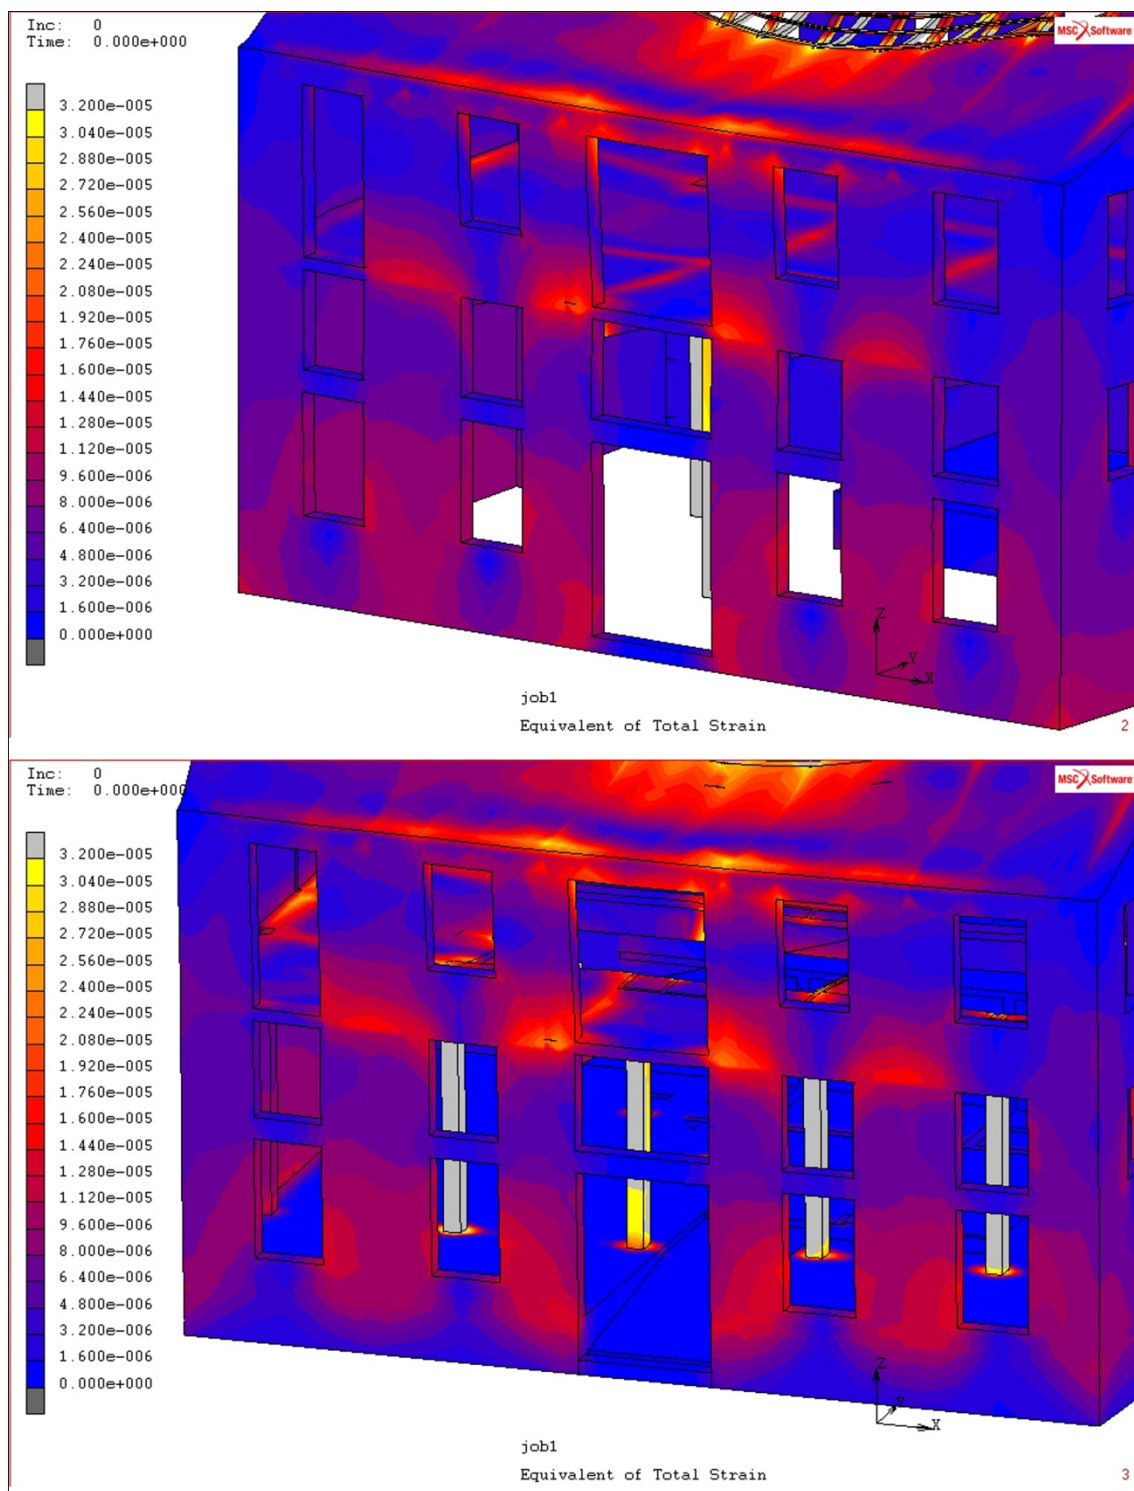 Inc: 0
Time: 0.000e+000
MSC Software
3.200e-005
3.040e-005
2.880e-005
2.720e-005
2.560e-005
2.400e-005
2.240e-005
2.080e-005
1.920e-005
1.760e-005
1.600e-005
1.440e-005
1.280e-005
1.120e-005
9.600e-006
8.000e-006
6.400e-006
4.800e-006
3.200e-006
1.600e-006
0.000e+000
Z
Y
X
job1
Equivalent of Total Strain 2
Inc: 0
Time: 0.000e+000
MSC Software
3.200e-005
3.040e-005
2.880e-005
2.720e-005
2.560e-005
2.400e-005
2.240e-005
2.080e-005
1.920e-005
1.760e-005
1.600e-005
1.440e-005
1.280e-005
1.120e-005
9.600e-006
8.000e-006
6.400e-006
4.800e-006
3.200e-006
1.600e-006
0.000e+000
Z
Y
X
job1
Equivalent of Total Strain 3